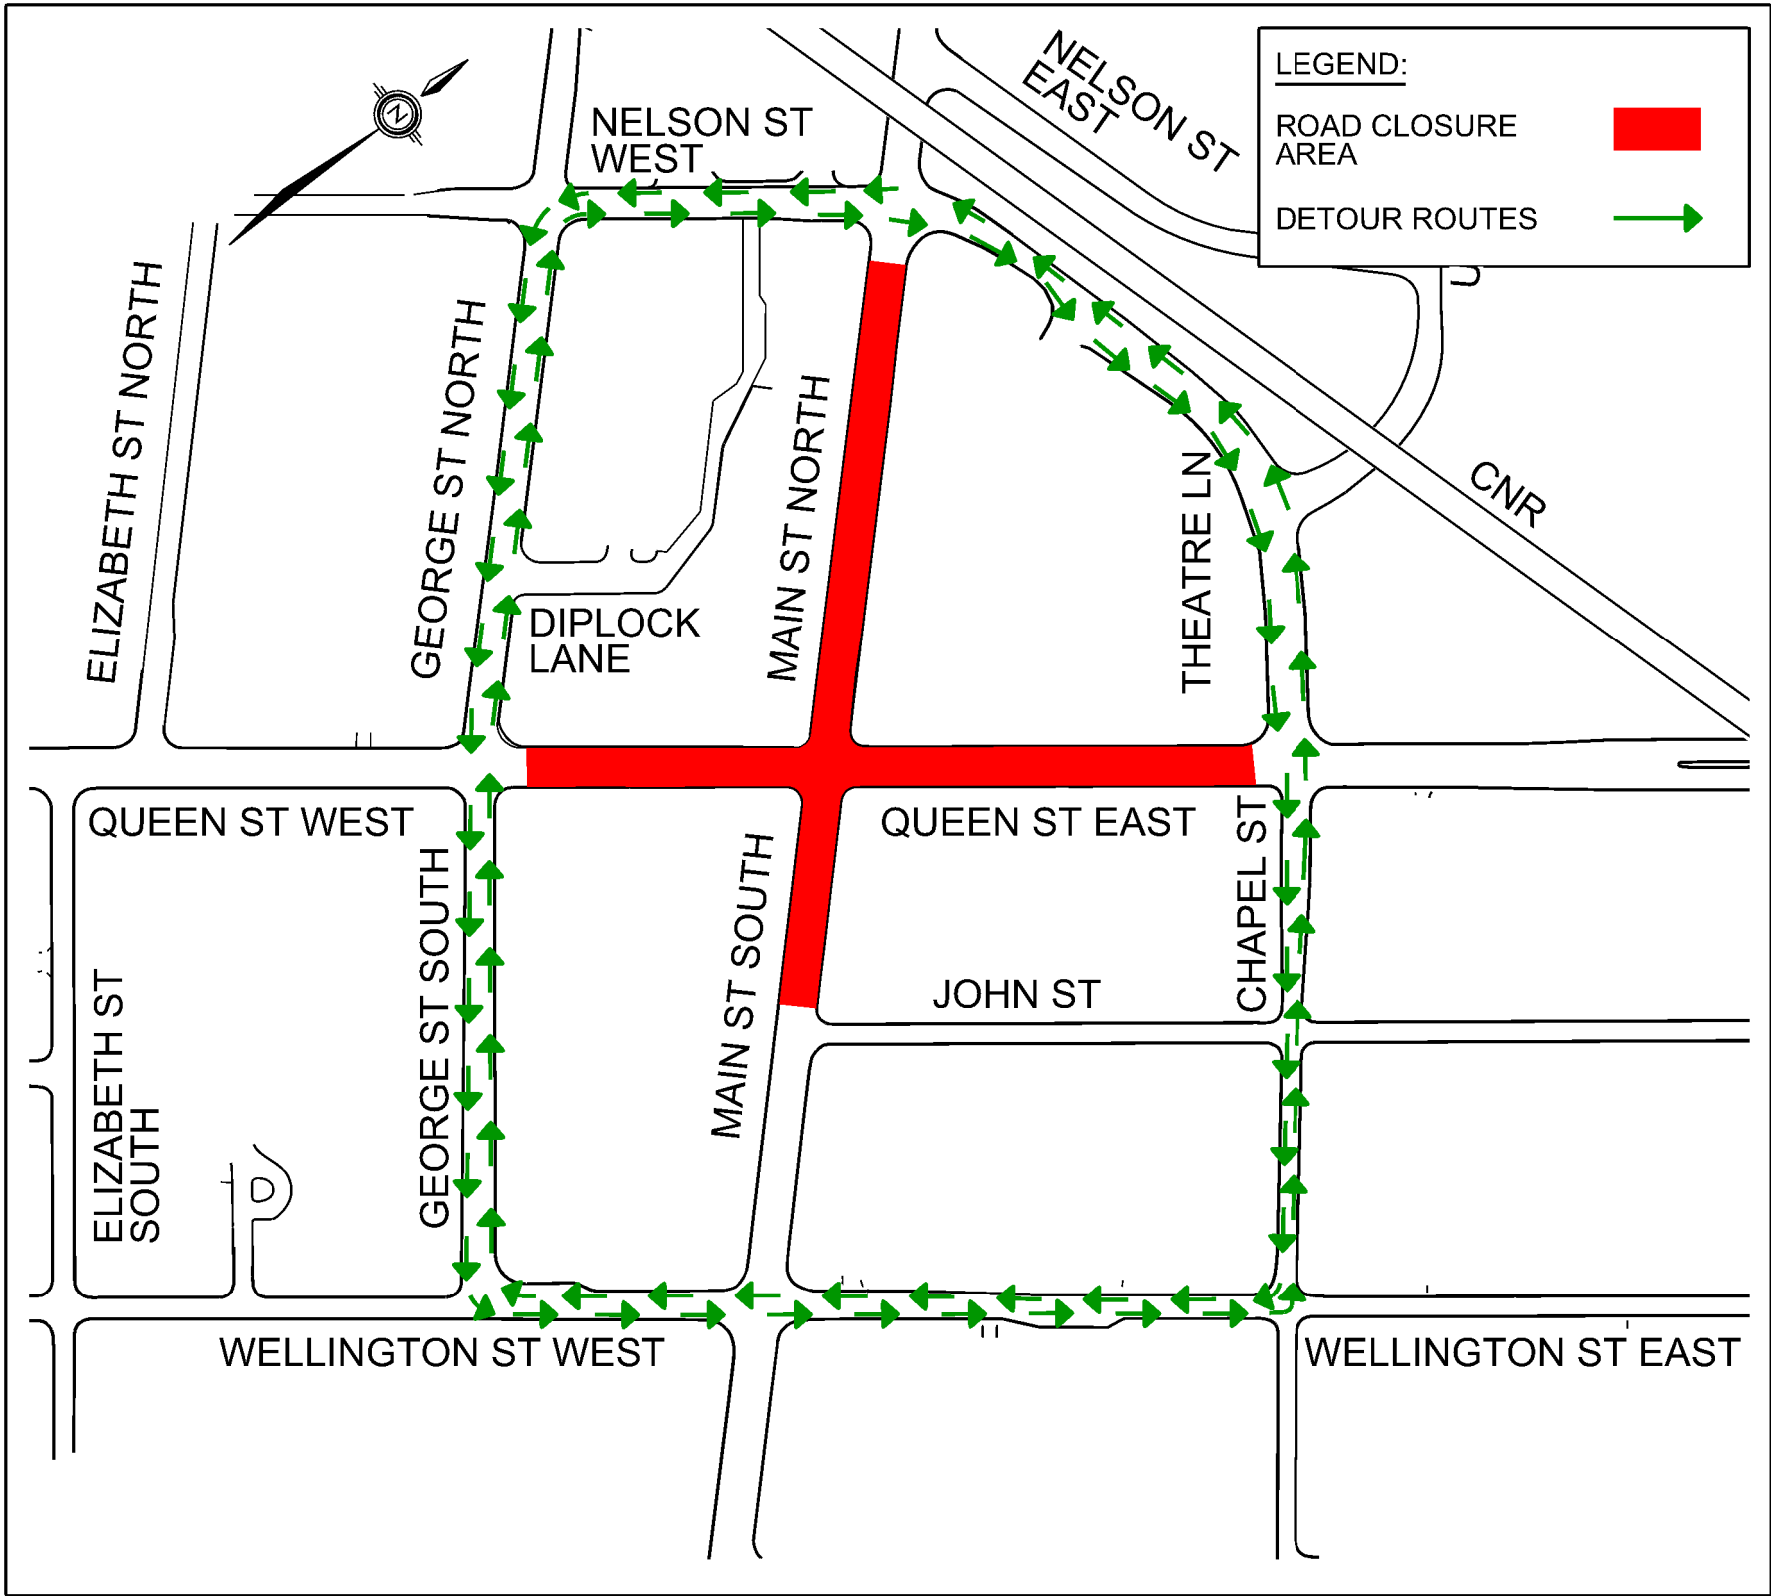 NELSON ST
EAST
LEGEND:
ROAD CLOSURE
AREA
DETOUR ROUTES
N
NELSON ST
WEST
ELIZABETH ST NORTH
GEORGE ST NORTH
MAIN ST NORTH
THEATRE LN
CNR
DIPLOCK
LANE
QUEEN ST WEST
QUEEN ST EAST
GEORGE ST SOUTH
MAIN ST SOUTH
CHAPEL ST
JOHN ST
ELIZABETH ST
SOUTH
WELLINGTON ST WEST
WELLINGTON ST EAST